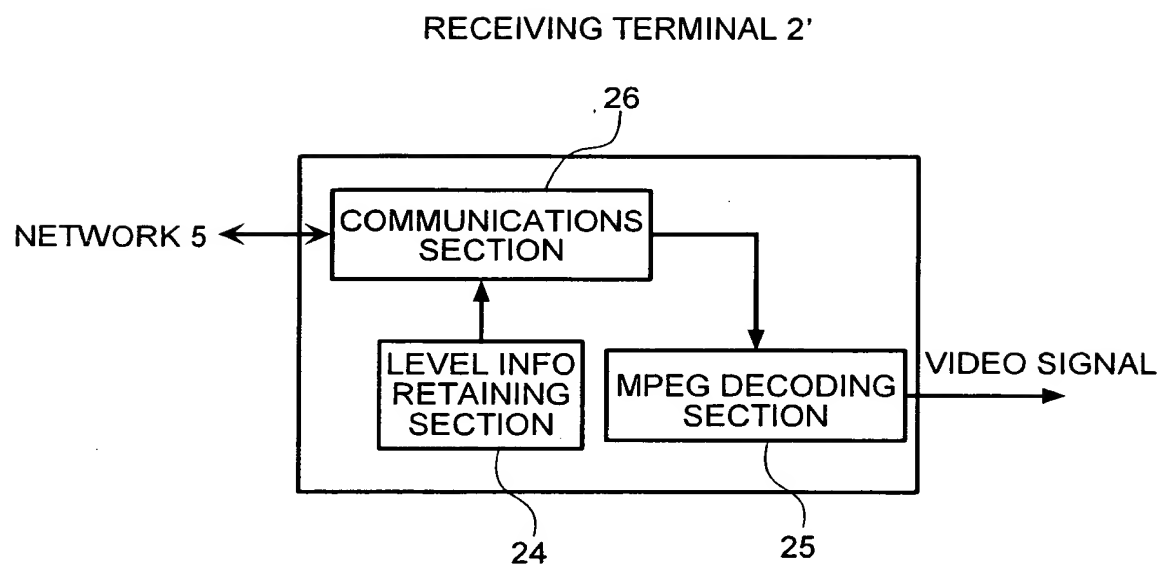 RECEIVING TERMINAL 2'
26
COMMUNICATIONS
SECTION
NETWORK 5
LEVEL INFO
RETAINING
SECTION
MPEG DECODING
SECTION
VIDEO SIGNAL
24
25